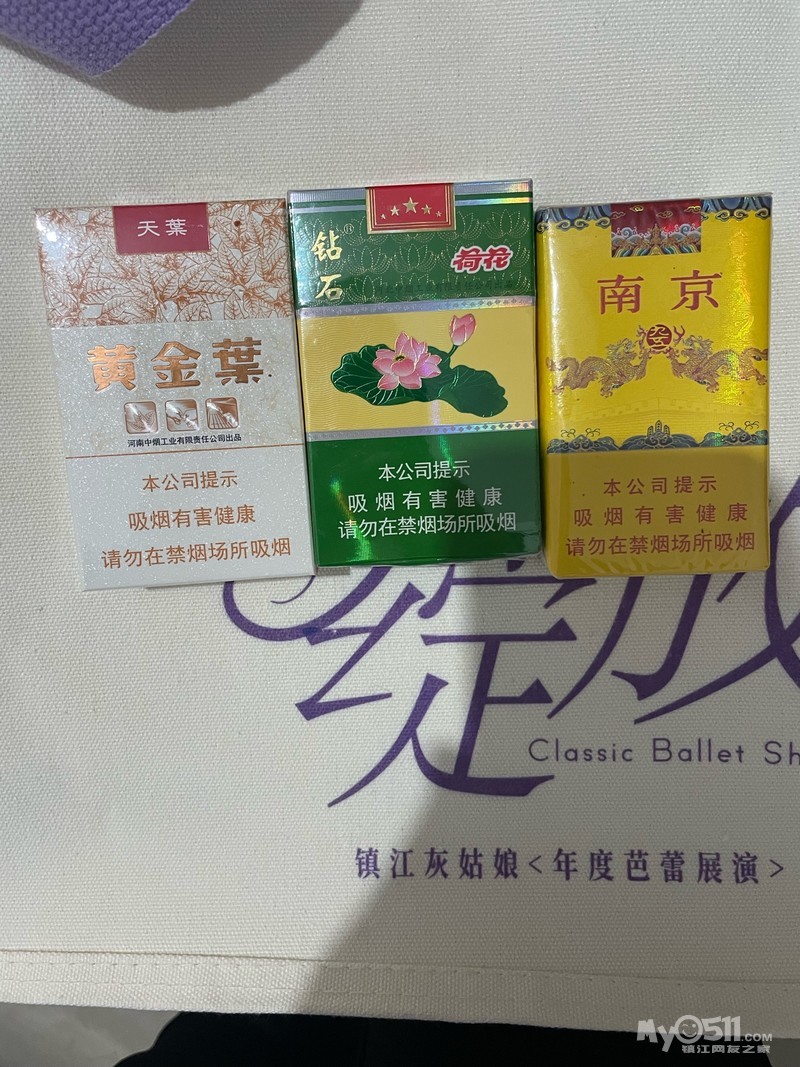 天葉
黄金葉
河南中烟工业有限责任公司出品
本公司提示
吸烟有害健康
请勿在禁烟场所吸烟
钻石
荷花
本公司提示
吸烟有害健康
请勿在禁烟场所吸烟
南京
九五
本公司提示
吸烟有害健康
请勿在禁烟场所吸烟
绽放
Classic Ballet Sh
镇江灰姑娘<年度芭蕾展演>
My0511.COM
镇江网友之家